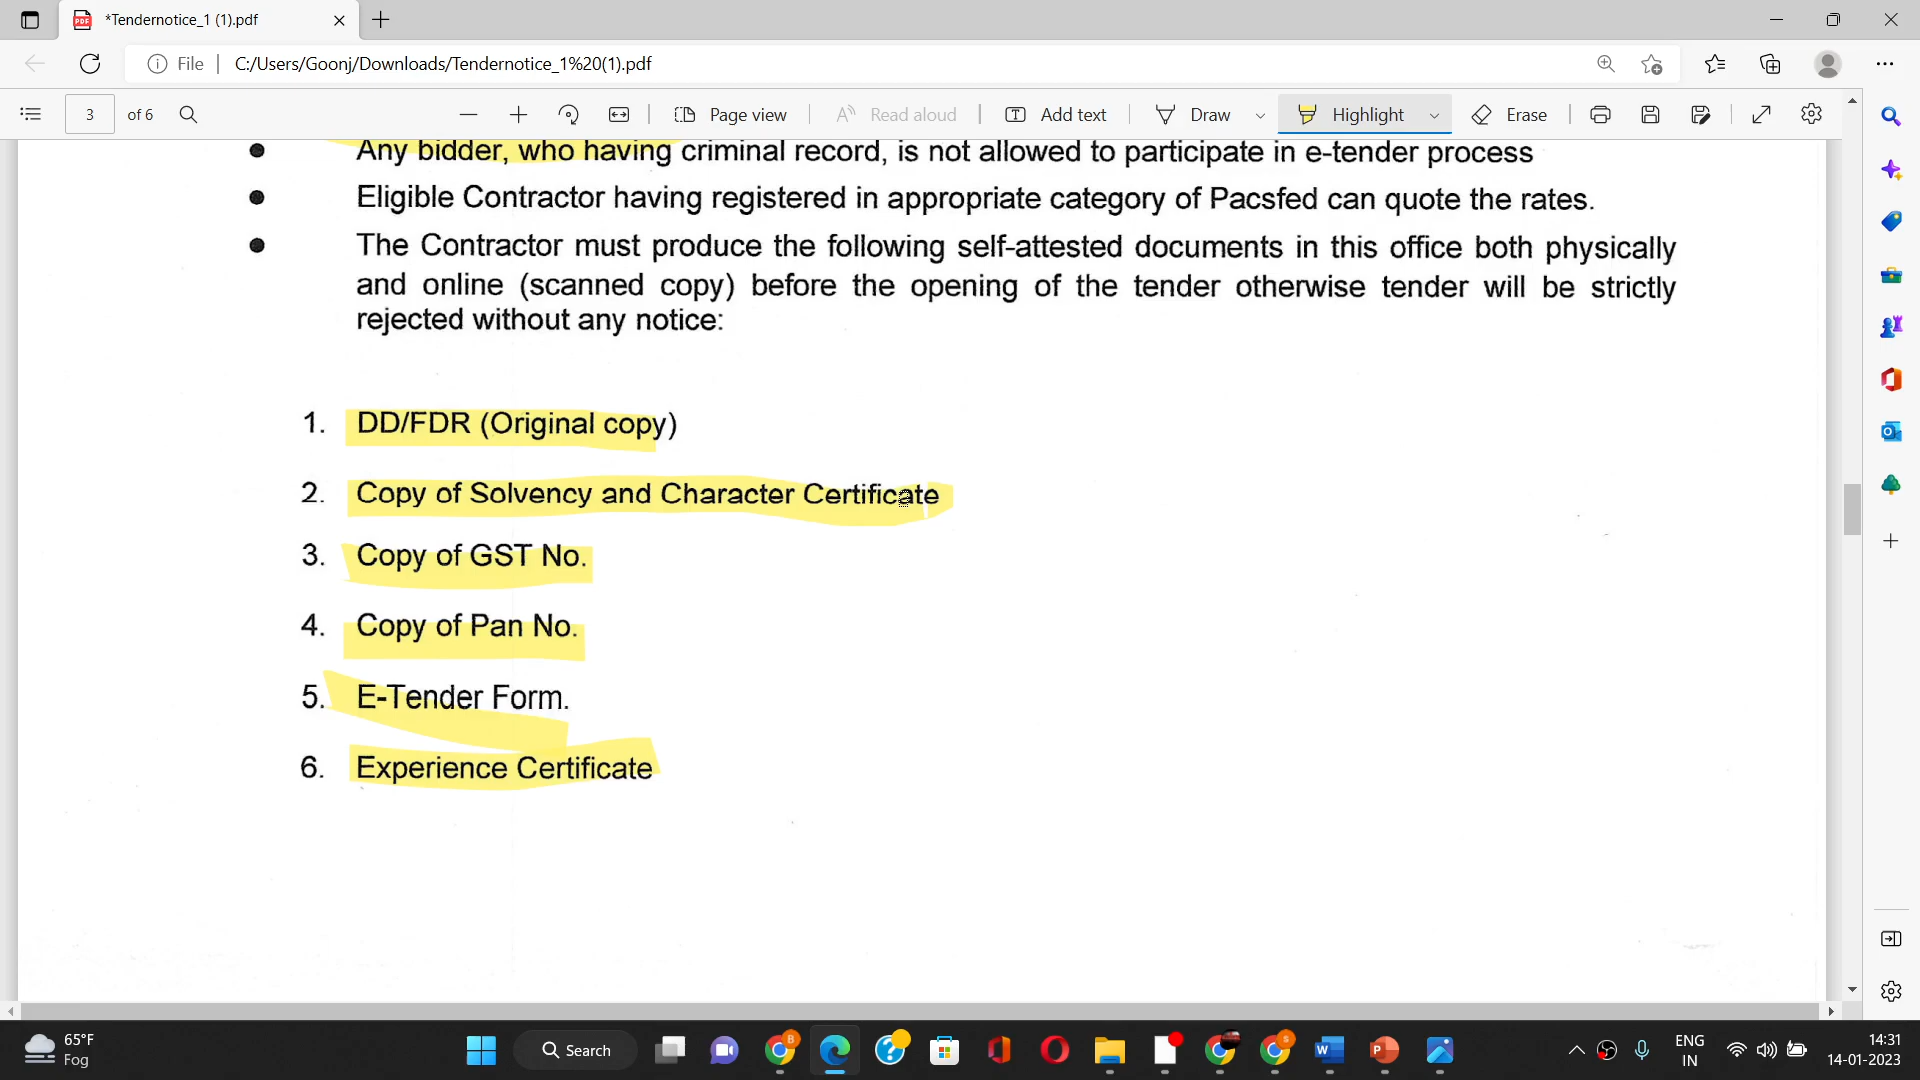 *Tendernotice_1 (1).pdf
File
C:/Users/Goonj/Downloads/Tendernotice_1%20(1).pdf
3 of 6
Page view
Read aloud
Add text
Draw
Highlight
Erase
● Any bidder, who having criminal record, is not allowed to participate in e-tender process
● Eligible Contractor having registered in appropriate category of Pacsfed can quote the rates.
● The Contractor must produce the following self-attested documents in this office both physically
and online (scanned copy) before the opening of the tender otherwise tender will be strictly
rejected without any notice:
1. DD/FDR (Original copy)
2. Copy of Solvency and Character Certificate
3. Copy of GST No.
4. Copy of Pan No.
5. E-Tender Form.
6. Experience Certificate
65°F
Fog
Search
ENG
IN
14:31
14-01-2023